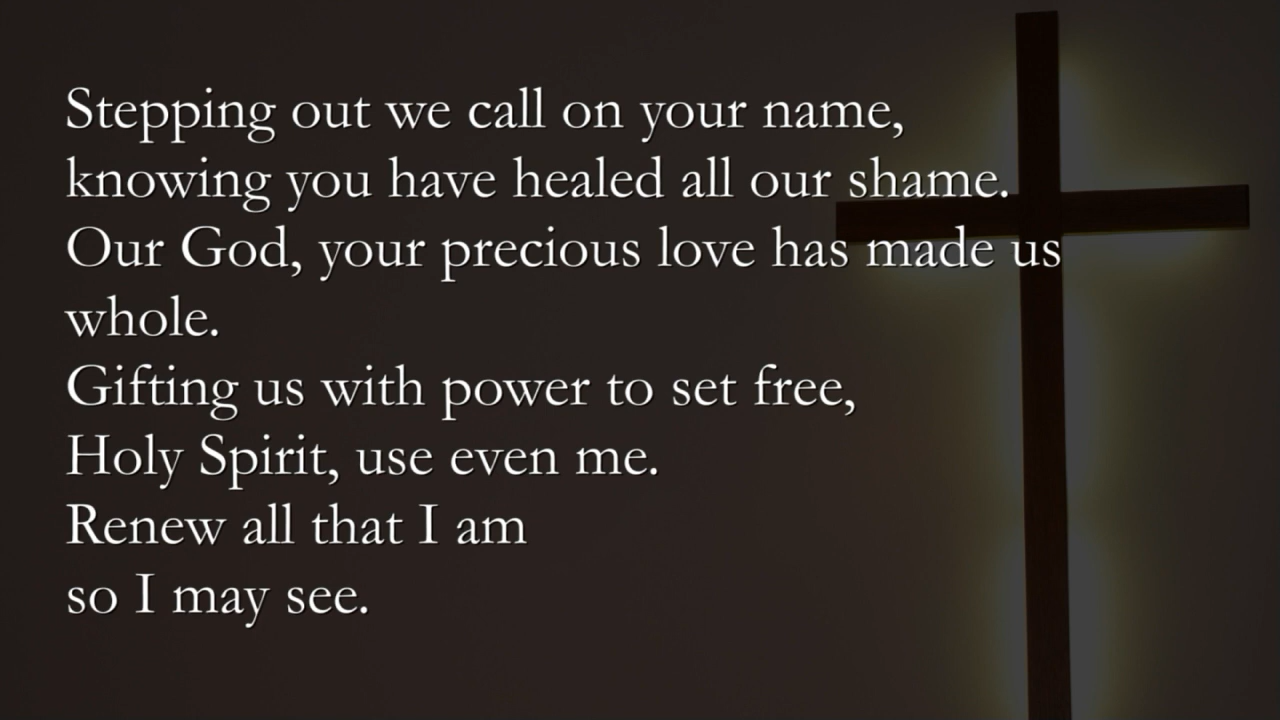 Stepping out we call on your name,
knowing you have healed all our shame.
Our God, your precious love has made us
whole.
Gifting us with power to set free,
Holy Spirit, use even me.
Renew all that I am
so I may see.